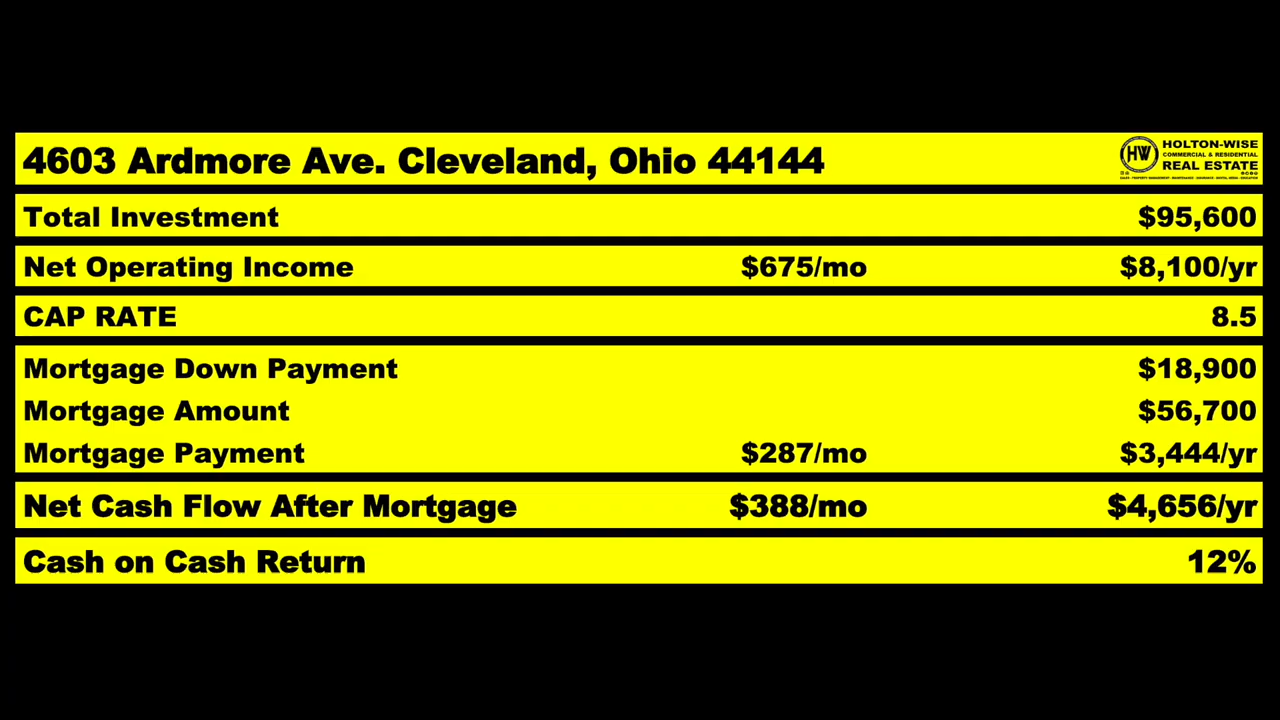 4603 Ardmore Ave. Cleveland, Ohio 44144
HW
HOLTON-WISE
COMMERCIAL & RESIDENTIAL
REAL ESTATE
Total Investment $95,600
Net Operating Income $675/mo $8,100/yr
CAP RATE 8.5
Mortgage Down Payment $18,900
Mortgage Amount $56,700
Mortgage Payment $287/mo $3,444/yr
Net Cash Flow After Mortgage $388/mo $4,656/yr
Cash on Cash Return 12%